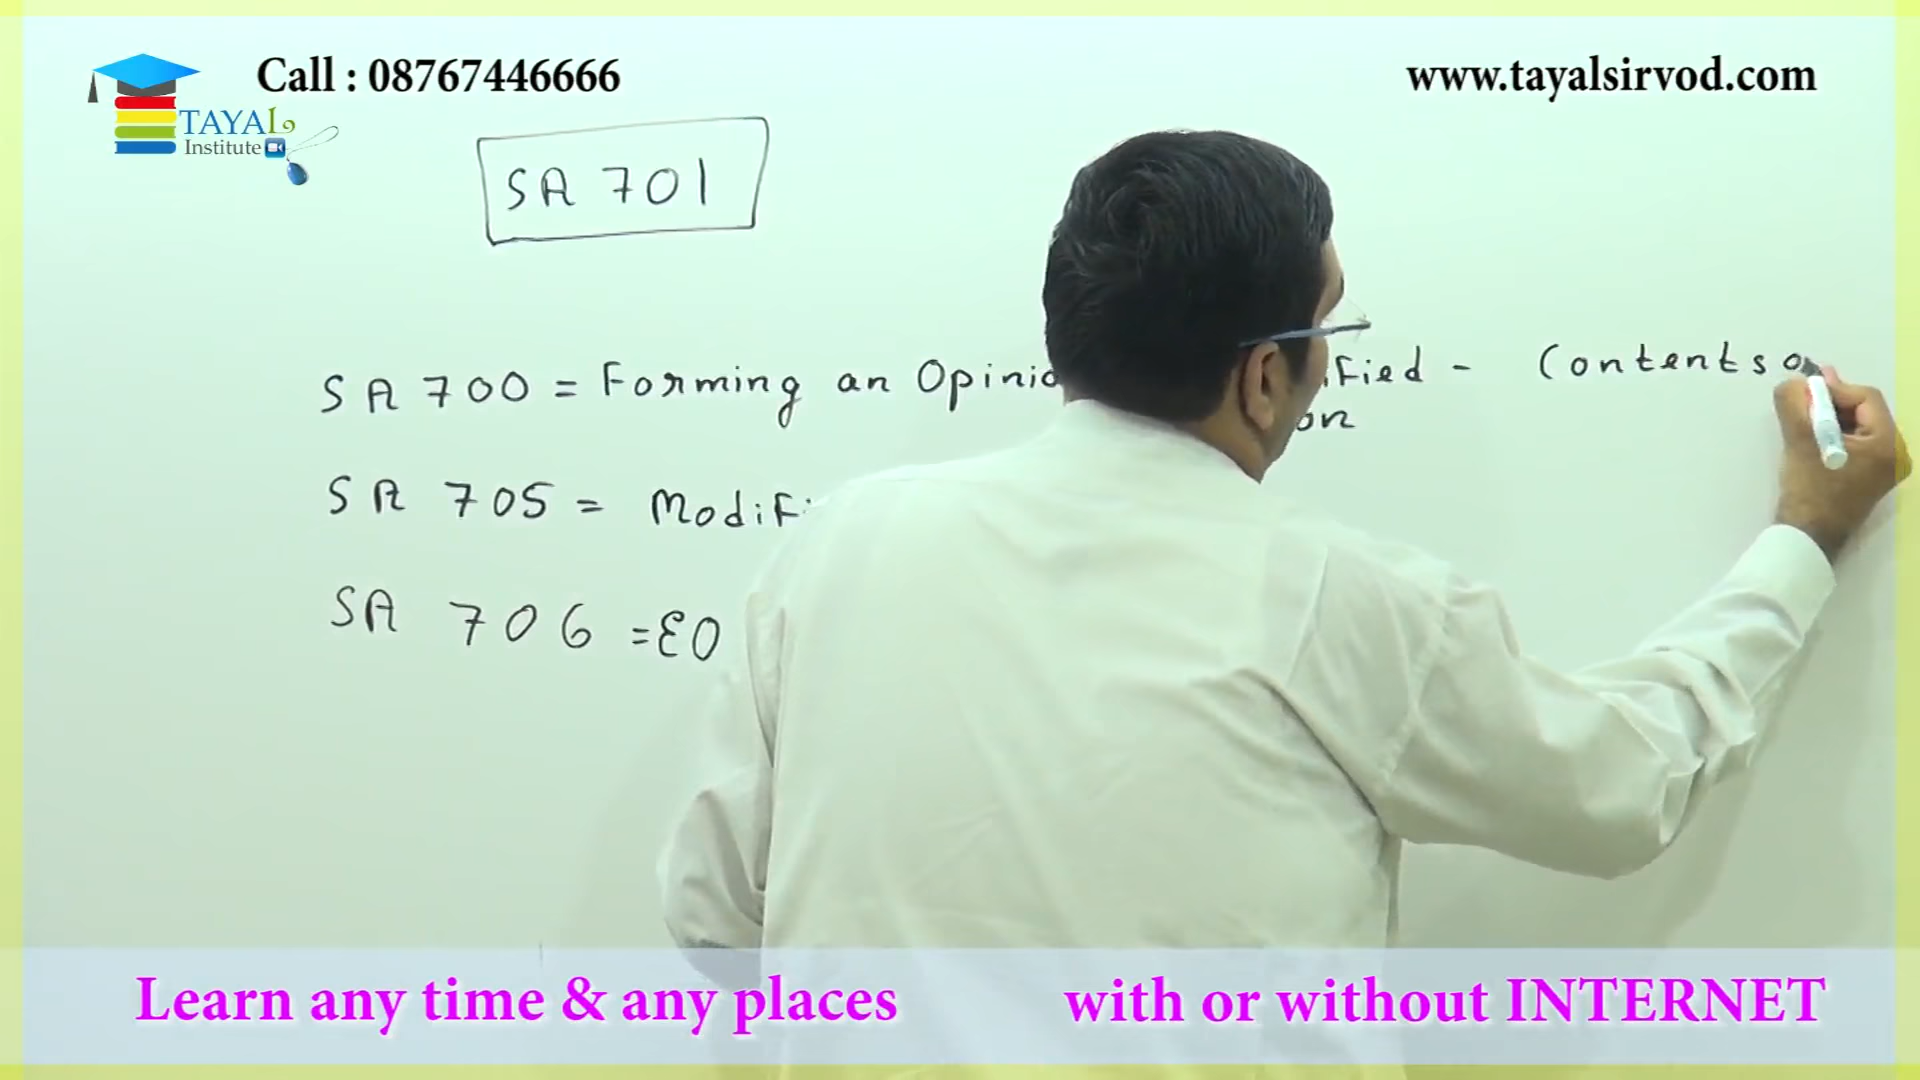 Call : 08767446666
www.tayalsirvod.com
TAYAL
Institute
SA 701
SA 700 = Forming an Opinio ified - Contents o
on
SA 705 = Modifi
SA 706 = EO
Learn any time & any places with or without INTERNET